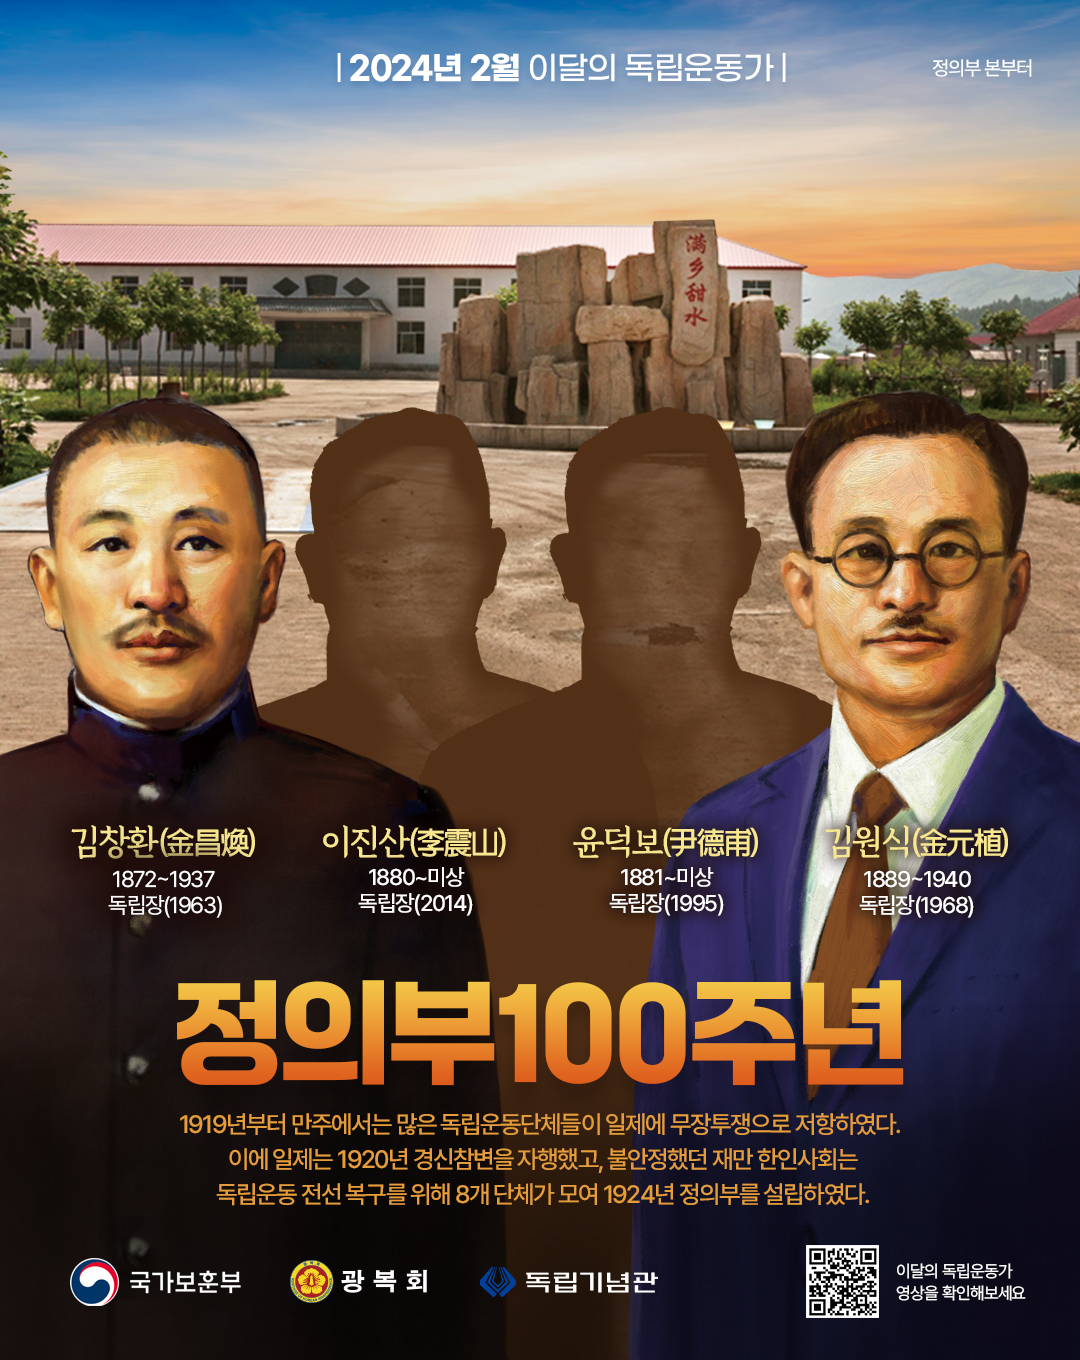 | 2024년 2월 이달의 독립운동가 |
정의부 본부터
满乡甜水
김창환(金昌煥)
1872~1937
독립장(1963)
이진산(李震山)
1880~미상
독립장(2014)
윤덕보(尹德甫)
1881~미상
독립장(1995)
김원식(金元植)
1889~1940
독립장(1968)
정의부100주년
1919년부터 만주에서는 많은 독립운동단체들이 일제에 무장투쟁으로 저항하였다.
이에 일제는 1920년 경신참변을 자행했고, 불안정했던 재만 한인사회는
독립운동 전선 복구를 위해 8개 단체가 모여 1924년 정의부를 설립하였다.
국가보훈부
광복회
독립기념관
이달의 독립운동가
영상을 확인해보세요